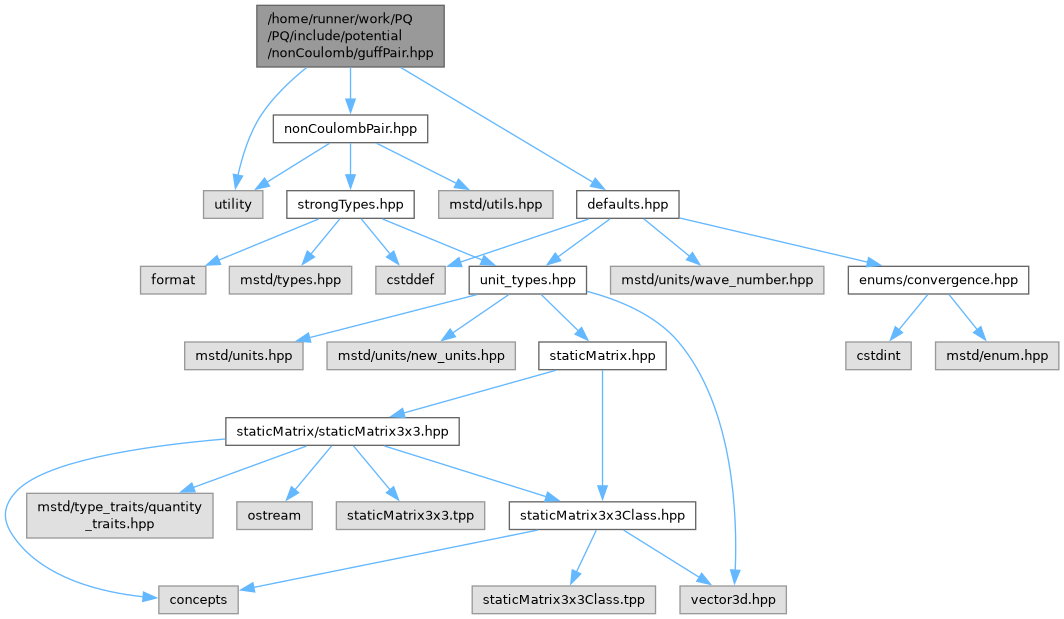 /home/runner/work/PQ
/PQ/include/potential
/nonCoulomb/guffPair.hpp
nonCoulombPair.hpp
utility
strongTypes.hpp
mstd/utils.hpp
defaults.hpp
format
mstd/types.hpp
cstddef
unit_types.hpp
mstd/units/wave_number.hpp
enums/convergence.hpp
mstd/units.hpp
mstd/units/new_units.hpp
staticMatrix.hpp
cstdint
mstd/enum.hpp
staticMatrix/staticMatrix3x3.hpp
mstd/type_traits/quantity
_traits.hpp
ostream
staticMatrix3x3.tpp
staticMatrix3x3Class.hpp
concepts
staticMatrix3x3Class.tpp
vector3d.hpp